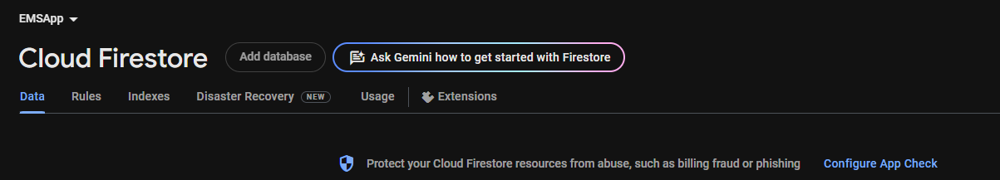 EMSApp
Cloud Firestore Add database Ask Gemini how to get started with Firestore
Data Rules Indexes Disaster Recovery NEW Usage Extensions
Protect your Cloud Firestore resources from abuse, such as billing fraud or phishing Configure App Check